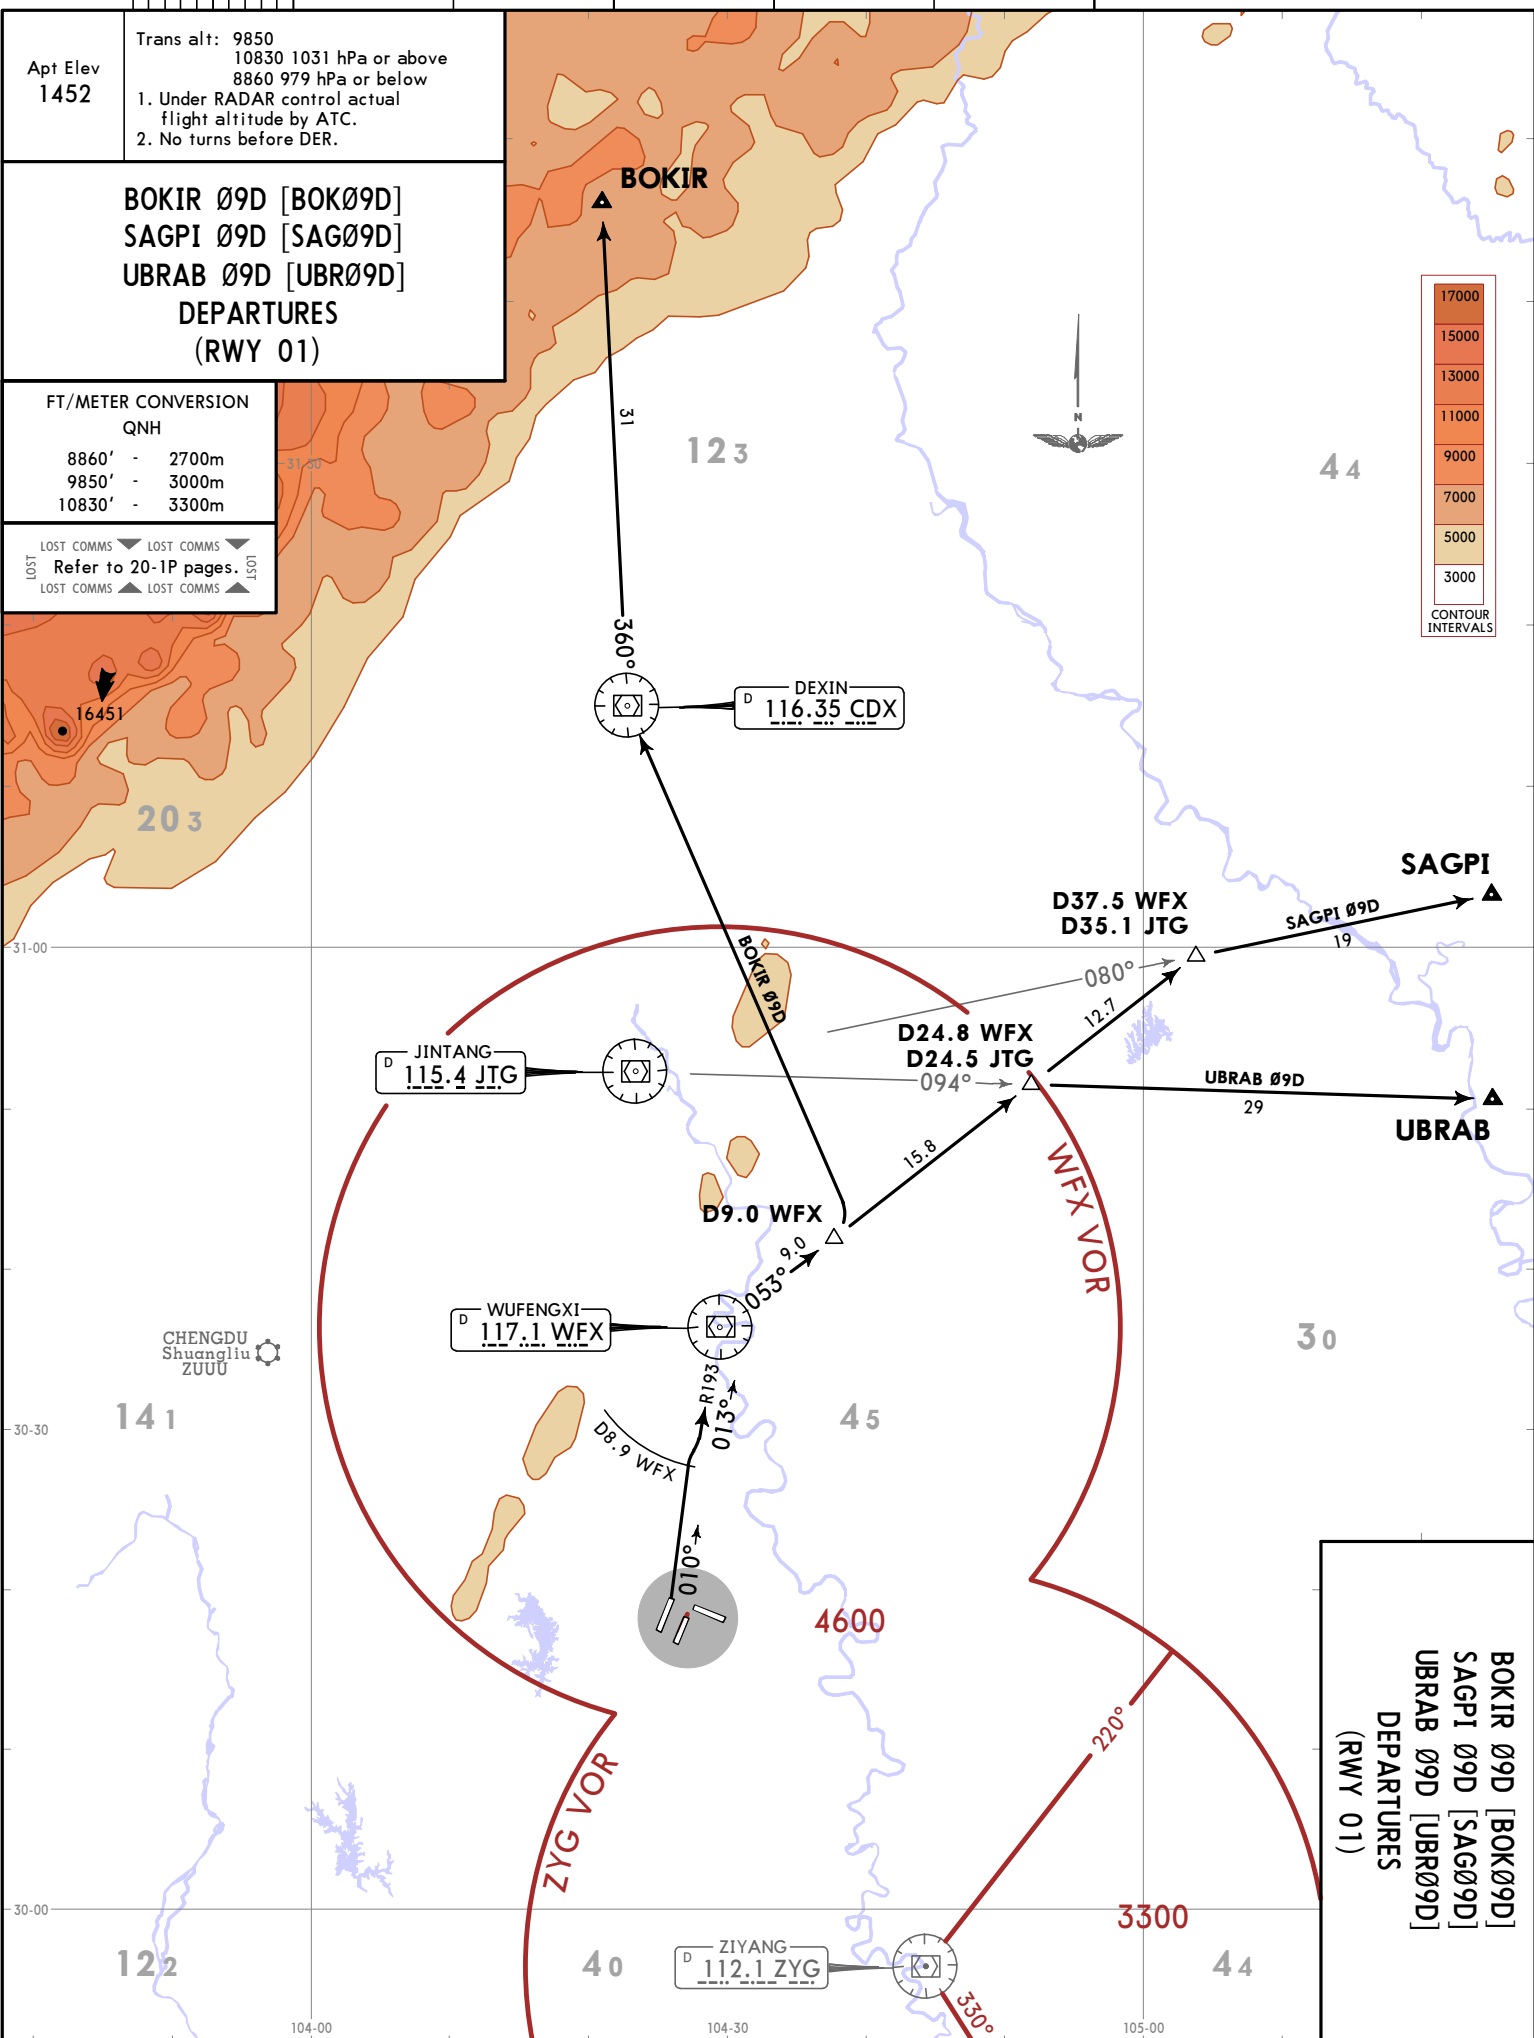 Apt Elev
1452
Trans alt: 9850
10830 1031 hPa or above
8860 979 hPa or below
1. Under RADAR control actual
flight altitude by ATC.
2. No turns before DER.
BOKIR Ø9D [BOKØ9D]
SAGPI Ø9D [SAGØ9D]
UBRAB Ø9D [UBRØ9D]
DEPARTURES
(RWY 01)
FT/METER CONVERSION
QNH
8860' - 2700m
9850' - 3000m
10830' - 3300m
LOST COMMS LOST COMMS
LOST
Refer to 20-1P pages.
LOST
LOST COMMS LOST COMMS
31-30
BOKIR
31
123
44
N
17000
15000
13000
11000
9000
7000
5000
3000
CONTOUR
INTERVALS
360°
DEXIN
D 116.35 CDX
16451
203
SAGPI
D37.5 WFX
D35.1 JTG
SAGPI Ø9D
19
31-00
BOKIR Ø9D
080°
12.7
D24.8 WFX
D24.5 JTG
JINTANG
D 115.4 JTG
094°
UBRAB Ø9D
29
UBRAB
15.8
WFX VOR
D9.0 WFX
9.0
053°
WUFENGXI
D 117.1 WFX
CHENGDU
Shuangliu
ZUUU
30
R193
013°
141
45
30-30
D8.9 WFX
010°
4600
220°
ZYG VOR
BOKIR Ø9D [BOKØ9D]
SAGPI Ø9D [SAGØ9D]
UBRAB Ø9D [UBRØ9D]
DEPARTURES
(RWY 01)
30-00
3300
122
40
ZIYANG
D 112.1 ZYG
44
330°
104-00
104-30
105-00